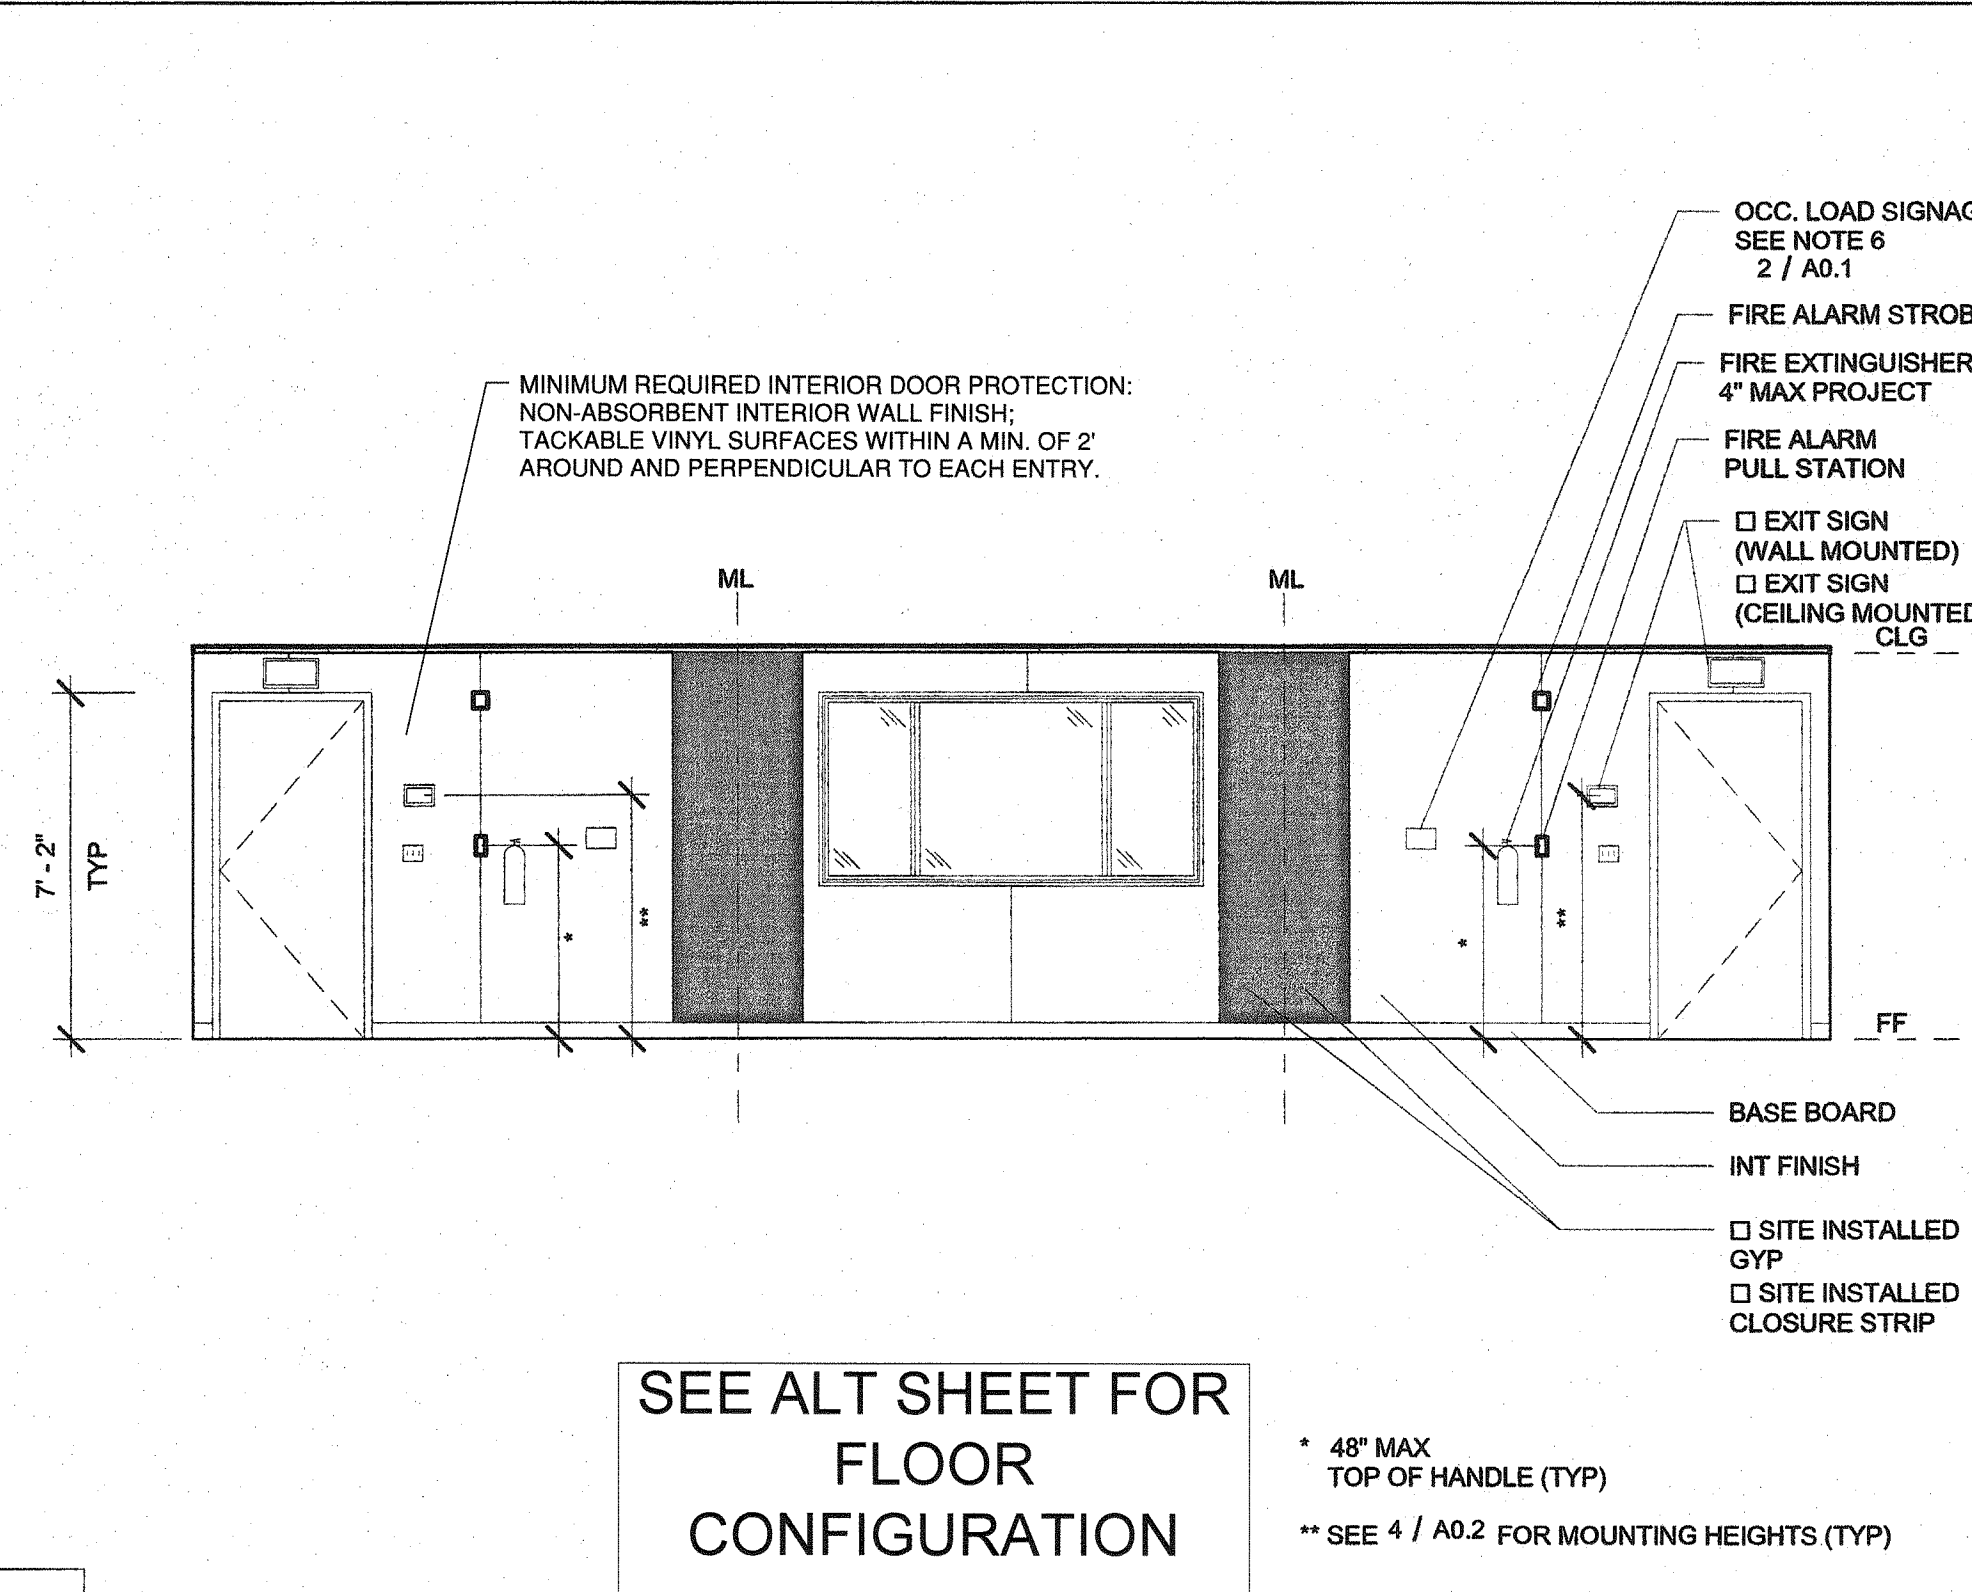 OCC. LOAD SIGNAG
SEE NOTE 6
2 / A0.1
FIRE ALARM STROB
FIRE EXTINGUISHER
4" MAX PROJECT
FIRE ALARM
PULL STATION
☐ EXIT SIGN
(WALL MOUNTED)
☐ EXIT SIGN
(CEILING MOUNTED
CLG
MINIMUM REQUIRED INTERIOR DOOR PROTECTION:
NON-ABSORBENT INTERIOR WALL FINISH;
TACKABLE VINYL SURFACES WITHIN A MIN. OF 2'
AROUND AND PERPENDICULAR TO EACH ENTRY.
ML
ML
7' - 2"
TYP
*
**
*
**
FF
BASE BOARD
INT FINISH
☐ SITE INSTALLED
GYP
☐ SITE INSTALLED
CLOSURE STRIP
SEE ALT SHEET FOR
FLOOR
CONFIGURATION
* 48" MAX
TOP OF HANDLE (TYP)
** SEE 4 / A0.2 FOR MOUNTING HEIGHTS (TYP)